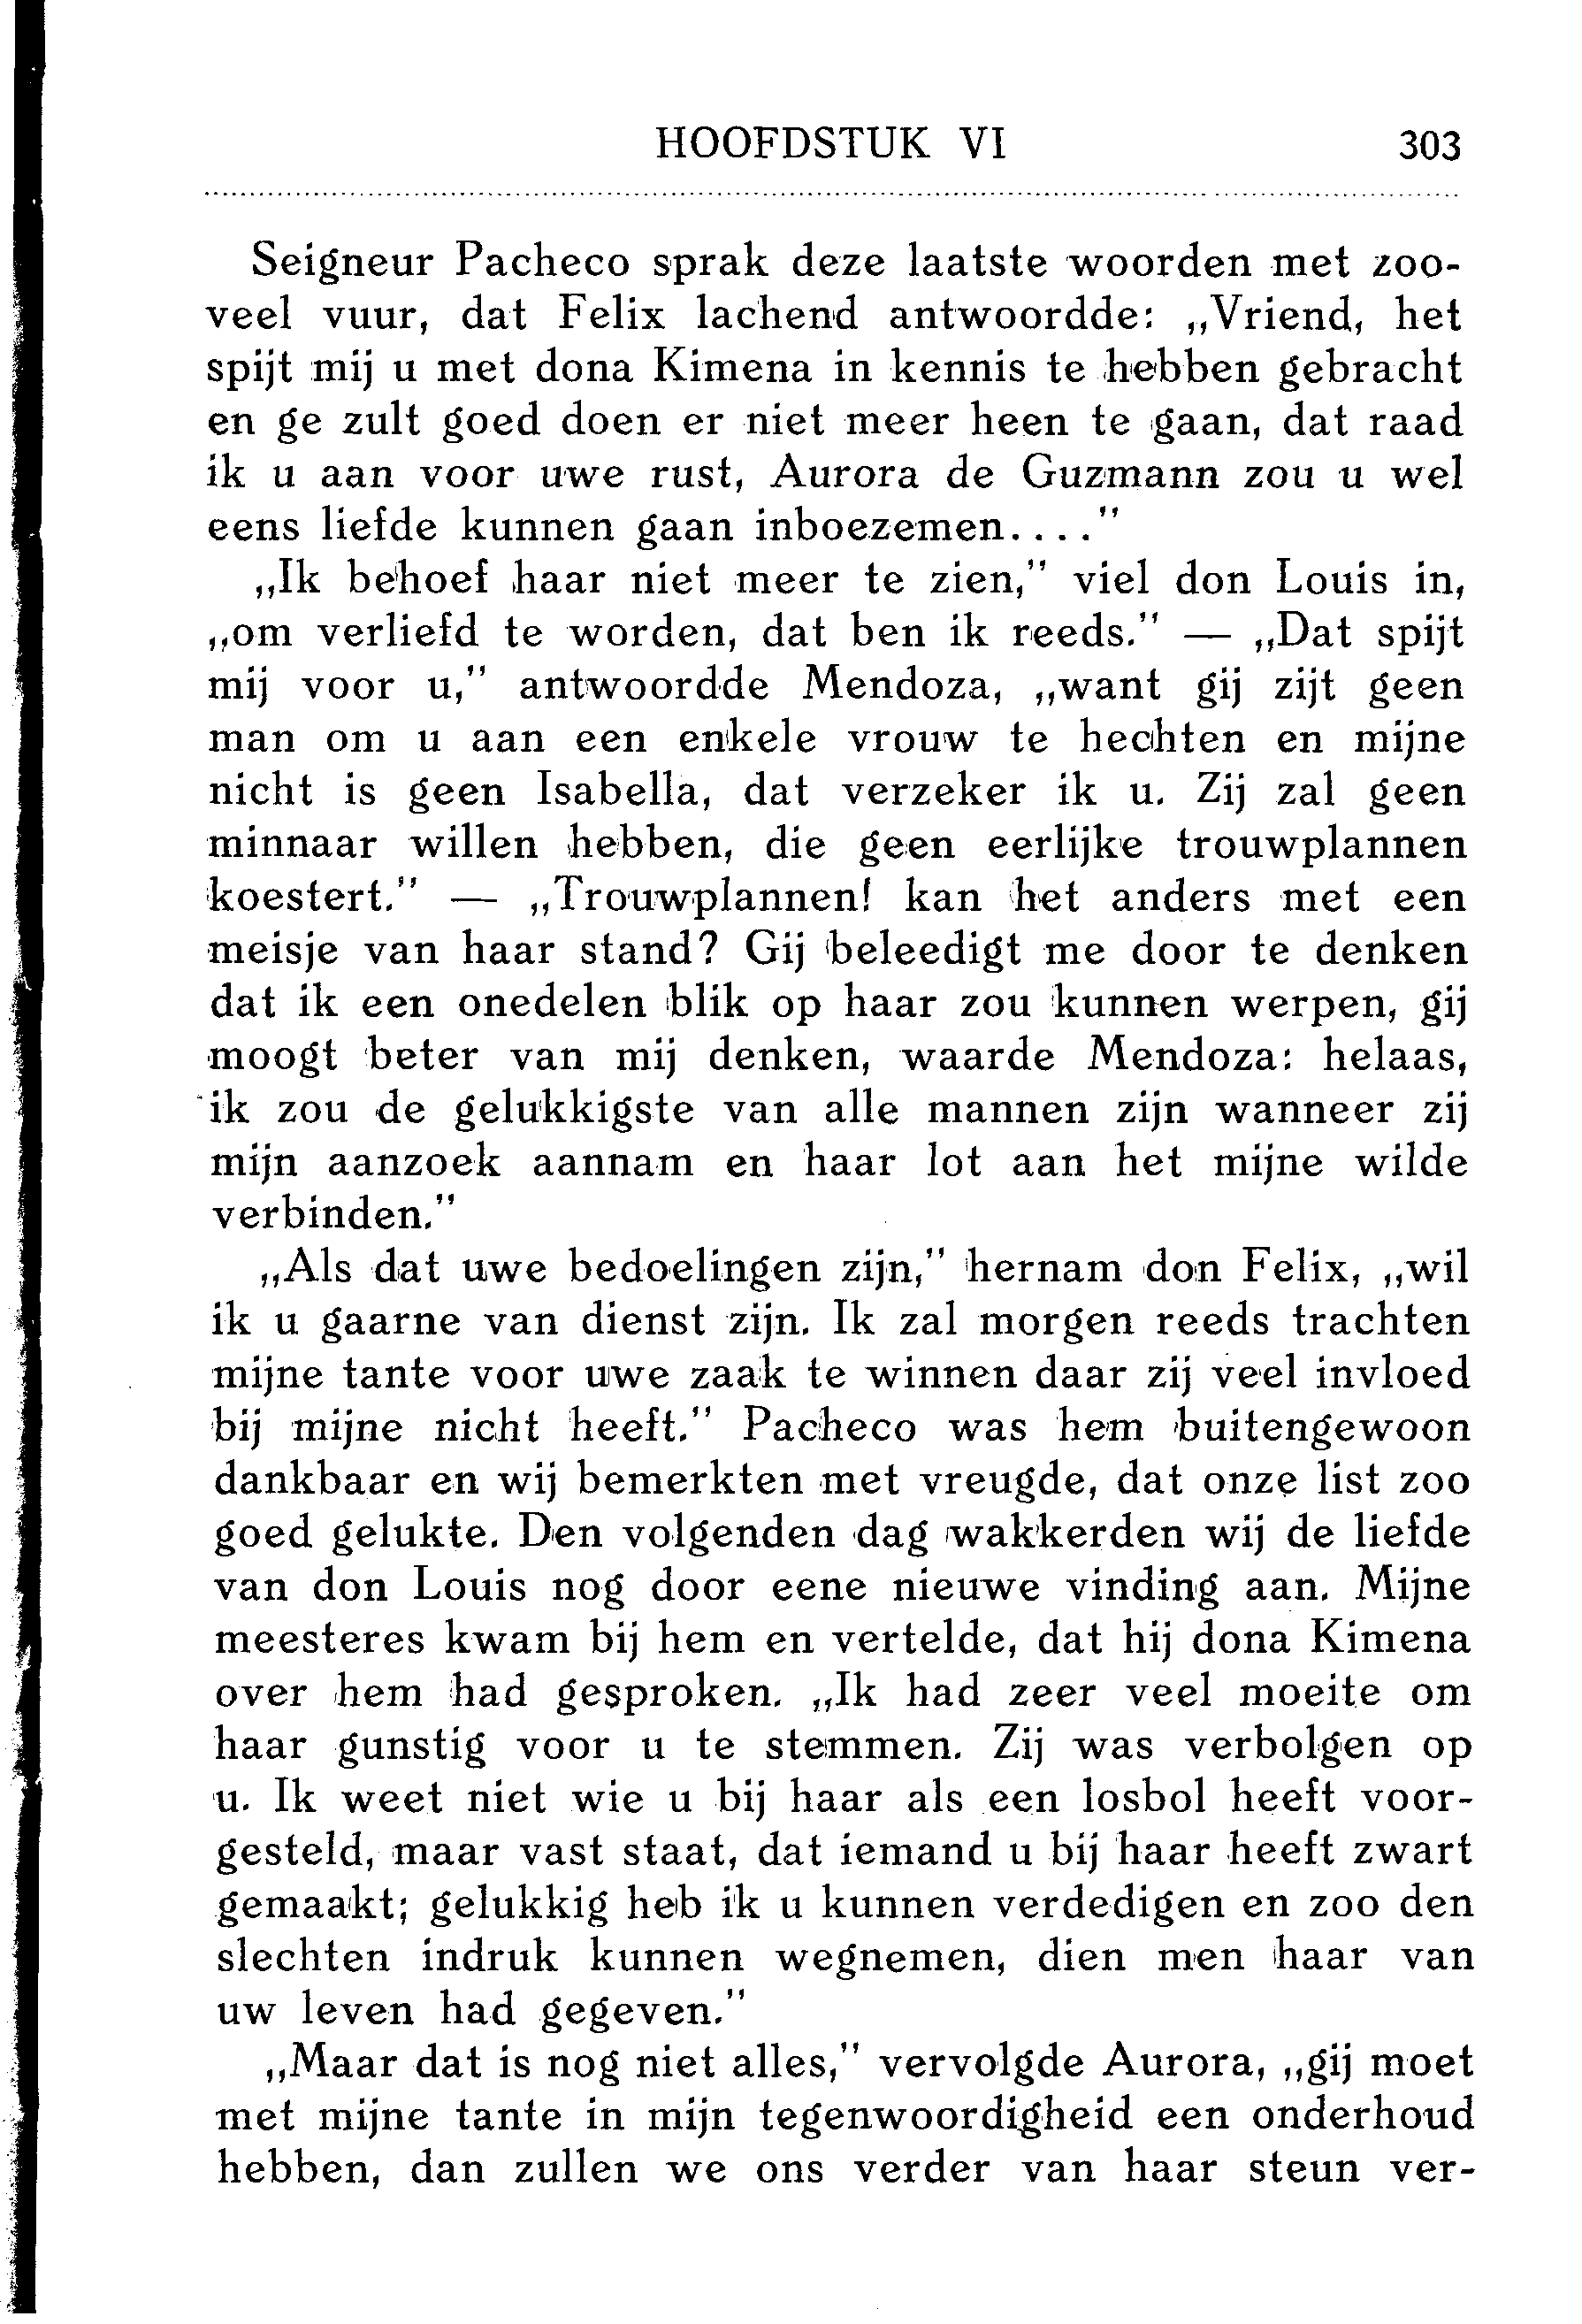 HOOFDSTUK VI 303
Seigneur Pacheco sprak deze laatste woorden met zoo-
veel vuur, dat Felix lachend antwoordde: „Vriend, het
spijt mij u met dona Kimena in kennis te hebben gebracht
en ge zult goed doen er niet meer heen te gaan, dat raad
ik u aan voor uwe rust, Aurora de Guzmann zou u wel
eens liefde kunnen gaan inboezemen...."
„Ik behoef haar niet meer te zien," viel don Louis in,
„om verliefd te worden, dat ben ik reeds." — „Dat spijt
mij voor u," antwoordde Mendoza, „want gij zijt geen
man om u aan een enkele vrouw te hechten en mijne
nicht is geen Isabella, dat verzeker ik u. Zij zal geen
minnaar willen hebben, die geen eerlijke trouwplannen
koestert." — „Trouwplannen! kan het anders met een
meisje van haar stand? Gij beleedigt me door te denken
dat ik een onedelen blik op haar zou kunnen werpen, gij
moogt beter van mij denken, waarde Mendoza: helaas,
ik zou de gelukkigste van alle mannen zijn wanneer zij
mijn aanzoek aannam en haar lot aan het mijne wilde
verbinden."
„Als dat uwe bedoelingen zijn," hernam don Felix, „wil
ik u gaarne van dienst zijn. Ik zal morgen reeds trachten
mijne tante voor uwe zaak te winnen daar zij veel invloed
bij mijne nicht heeft." Pacheco was hem buitengewoon
dankbaar en wij bemerkten met vreugde, dat onze list zoo
goed gelukte. Den volgenden dag wakkerden wij de liefde
van don Louis nog door eene nieuwe vinding aan. Mijne
meesteres kwam bij hem en vertelde, dat hij dona Kimena
over hem had gesproken. „Ik had zeer veel moeite om
haar gunstig voor u te stemmen. Zij was verbolgen op
u. Ik weet niet wie u bij haar als een losbol heeft voor-
gesteld, maar vast staat, dat iemand u bij haar heeft zwart
gemaakt; gelukkig heb ik u kunnen verdedigen en zoo den
slechten indruk kunnen wegnemen, dien men haar van
uw leven had gegeven."
„Maar dat is nog niet alles," vervolgde Aurora, „gij moet
met mijne tante in mijn tegenwoordigheid een onderhoud
hebben, dan zullen we ons verder van haar steun ver-